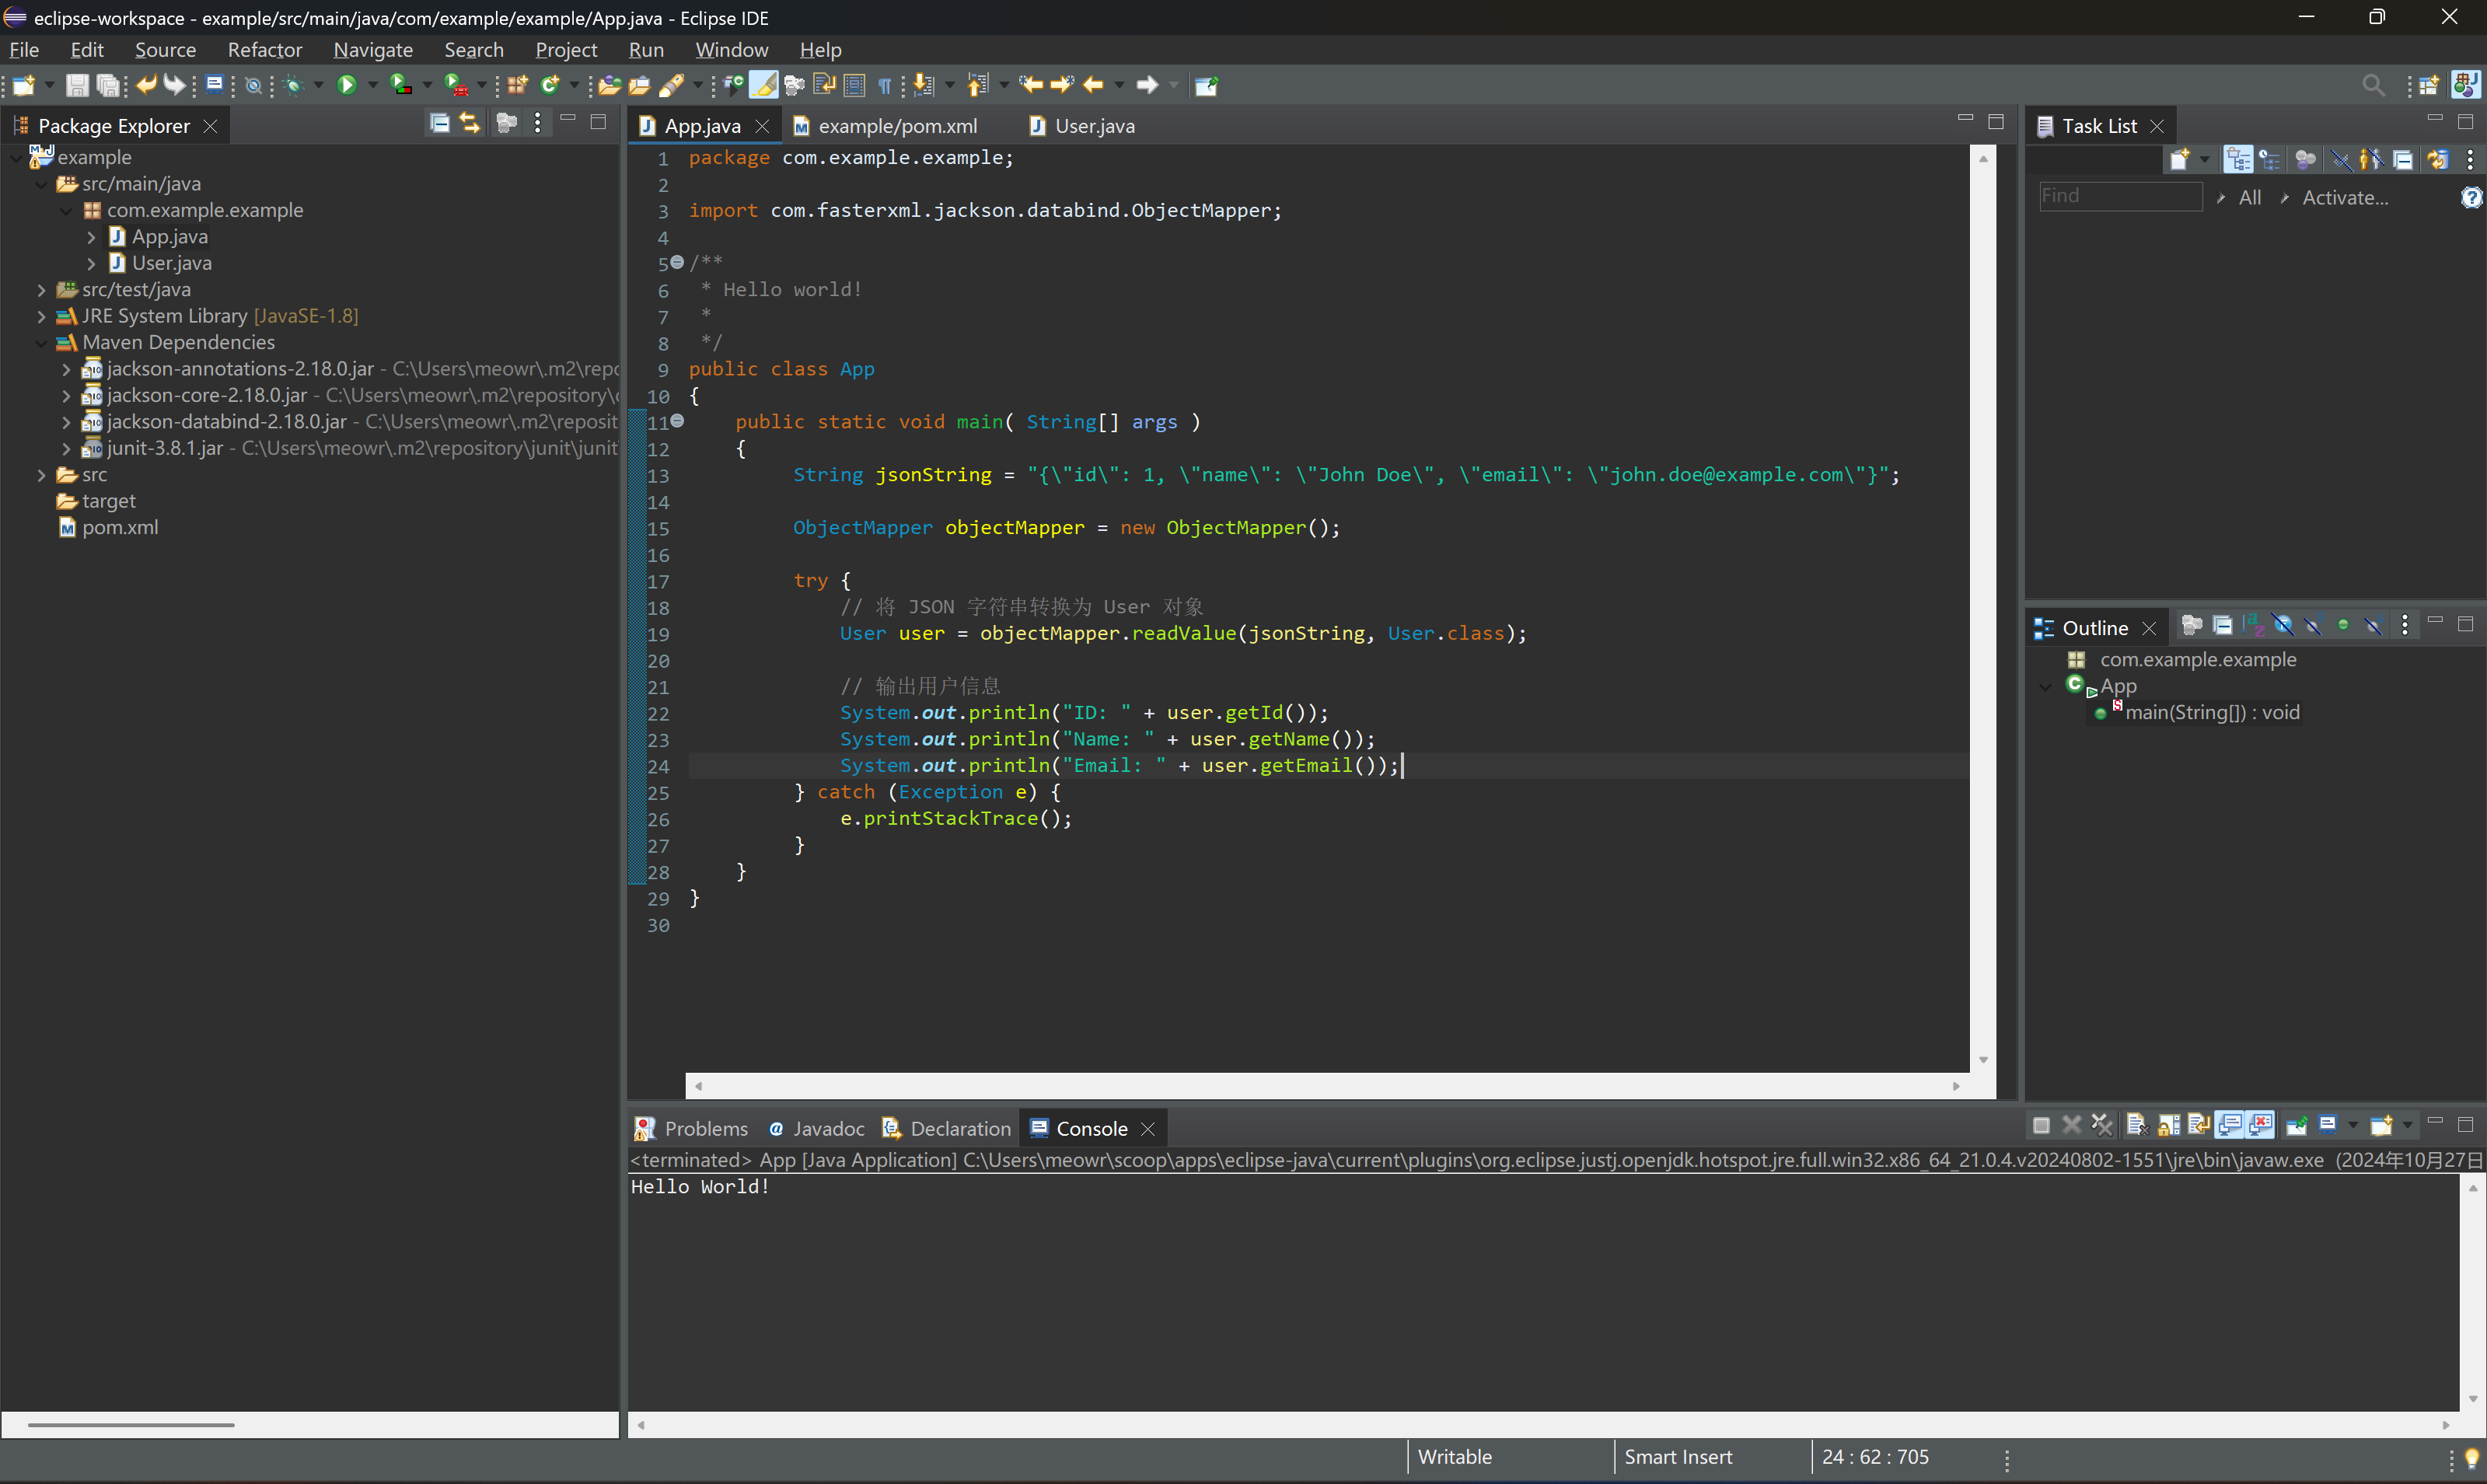 eclipse-workspace - example/src/main/java/com/example/example/App.java - Eclipse IDE
File Edit Source Refactor Navigate Search Project Run Window Help
Package Explorer
example
src/main/java
com.example.example
App.java
User.java
src/test/java
JRE System Library [JavaSE-1.8]
Maven Dependencies
jackson-annotations-2.18.0.jar - C:\Users\meowr\.m2\repo
jackson-core-2.18.0.jar - C:\Users\meowr\.m2\repository\
jackson-databind-2.18.0.jar - C:\Users\meowr\.m2\reposit
junit-3.8.1.jar - C:\Users\meowr\.m2\repository\junit\junit
src
target
pom.xml
App.java example/pom.xml User.java
1 package com.example.example;
2
3 import com.fasterxml.jackson.databind.ObjectMapper;
4
5 /**
6 * Hello world!
7 *
8 */
9 public class App
10 {
11 public static void main( String[] args )
12 {
13 String jsonString = "{\"id\": 1, \"name\": \"John Doe\", \"email\": \"john.doe@example.com\"}";
14
15 ObjectMapper objectMapper = new ObjectMapper();
16
17 try {
18 // 将 JSON 字符串转换为 User 对象
19 User user = objectMapper.readValue(jsonString, User.class);
20
21 // 输出用户信息
22 System.out.println("ID: " + user.getId());
23 System.out.println("Name: " + user.getName());
24 System.out.println("Email: " + user.getEmail());
25 } catch (Exception e) {
26 e.printStackTrace();
27 }
28 }
29 }
30
Task List
Find All Activate...
Outline
com.example.example
App
main(String[]) : void
Problems Javadoc Declaration Console
<terminated> App [Java Application] C:\Users\meowr\scoop\apps\eclipse-java\current\plugins\org.eclipse.justj.openjdk.hotspot.jre.full.win32.x86_64_21.0.4.v20240802-1551\jre\bin\javaw.exe (2024年10月27日
Hello World!
Writable Smart Insert 24 : 62 : 705